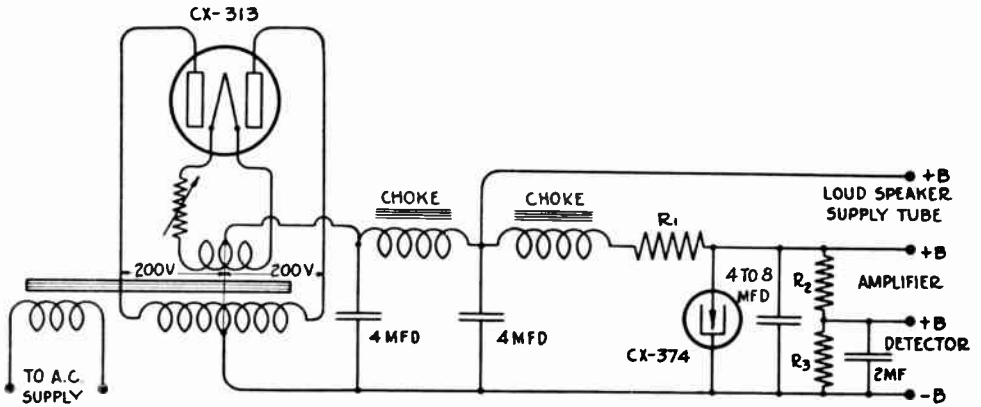 CX-313
200V
200V
TO A.C.
SUPPLY
CHOKE
CHOKE
4 MFD
4 MFD
R1
4 TO 8
MFD
CX-374
R2
R3
2MF
+B
LOUD SPEAKER
SUPPLY TUBE
+B
AMPLIFIER
+B
DETECTOR
-B